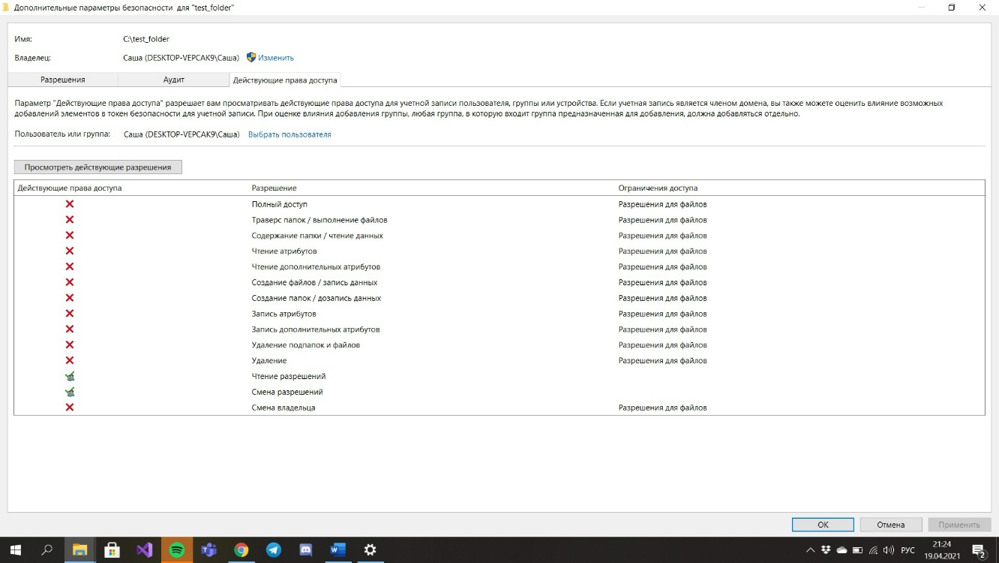 Дополнительные параметры безопасности для "test_folder"
Имя: C:\test_folder
Владелец: Саша (DESKTOP-VEPCAK9\Саша) Изменить
Разрешения Аудит Действующие права доступа
Параметр "Действующие права доступа" разрешает вам просматривать действующие права доступа для учетной записи пользователя, группы или устройства. Если учетная запись является членом домена, вы также можете оценить влияние возможных
добавлений элементов в токен безопасности для учетной записи. При оценке влияния добавления группы, любая группа, в которую входит группа предназначенная для добавления, должна добавляться отдельно.
Пользователь или группа: Саша (DESKTOP-VEPCAK9\Саша) Выбрать пользователя
Просмотреть действующие разрешения
Действующие права доступа Разрешение Ограничения доступа
Полный доступ Разрешения для файлов
Траверс папок / выполнение файлов Разрешения для файлов
Содержание папки / чтение данных Разрешения для файлов
Чтение атрибутов Разрешения для файлов
Чтение дополнительных атрибутов Разрешения для файлов
Создание файлов / запись данных Разрешения для файлов
Создание папок / дозапись данных Разрешения для файлов
Запись атрибутов Разрешения для файлов
Запись дополнительных атрибутов Разрешения для файлов
Удаление подпапок и файлов Разрешения для файлов
Удаление Разрешения для файлов
Чтение разрешений
Смена разрешений
Смена владельца Разрешения для файлов
ОК Отмена Применить
РУС 21:24
19.04.2021 2